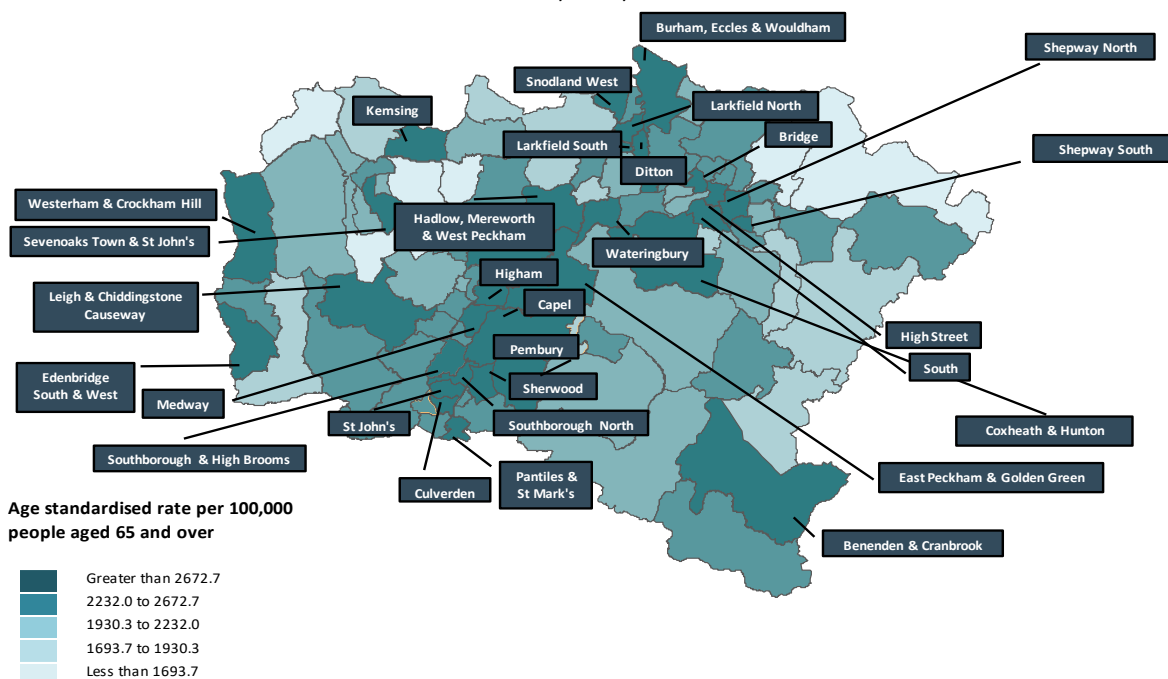 Burham, Eccles & Wouldham
Shepway North
Snodland West
Kemsing
Larkfield North
Larkfield South
Bridge
Shepway South
Ditton
Westerham & Crockham Hill
Hadlow, Mereworth
& West Peckham
Sevenoaks Town & St John's
Wateringbury
Higham
Leigh & Chiddingstone
Causeway
Capel
High Street
Pembury
South
Edenbridge
South & West
Sherwood
Medway
St John's
Southborough North
Coxheath & Hunton
Southborough & High Brooms
East Peckham & Golden Green
Culverden
Pantiles &
St Mark's
Benenden & Cranbrook
Age standardised rate per 100,000
people aged 65 and over
Greater than 2672.7
2232.0 to 2672.7
1930.3 to 2232.0
1693.7 to 1930.3
Less than 1693.7